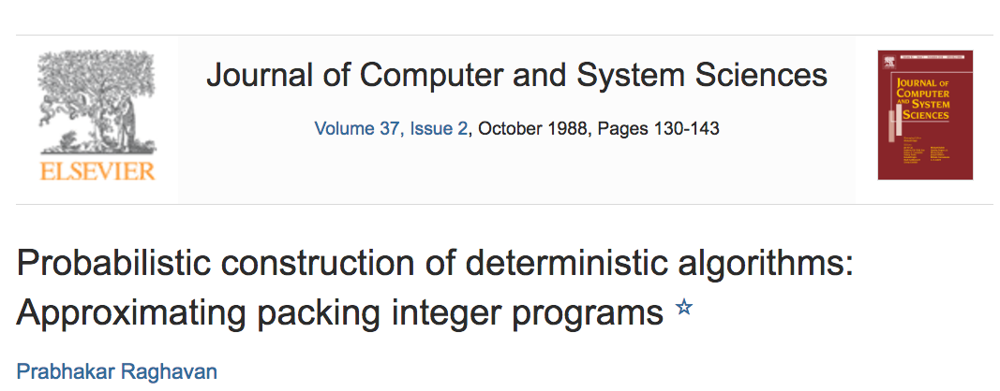 Journal of Computer and System Sciences
Volume 37, Issue 2, October 1988, Pages 130-143
ELSEVIER
JOURNAL OF
COMPUTER
AND SYSTEM
SCIENCES
Probabilistic construction of deterministic algorithms:
Approximating packing integer programs ☆
Prabhakar Raghavan